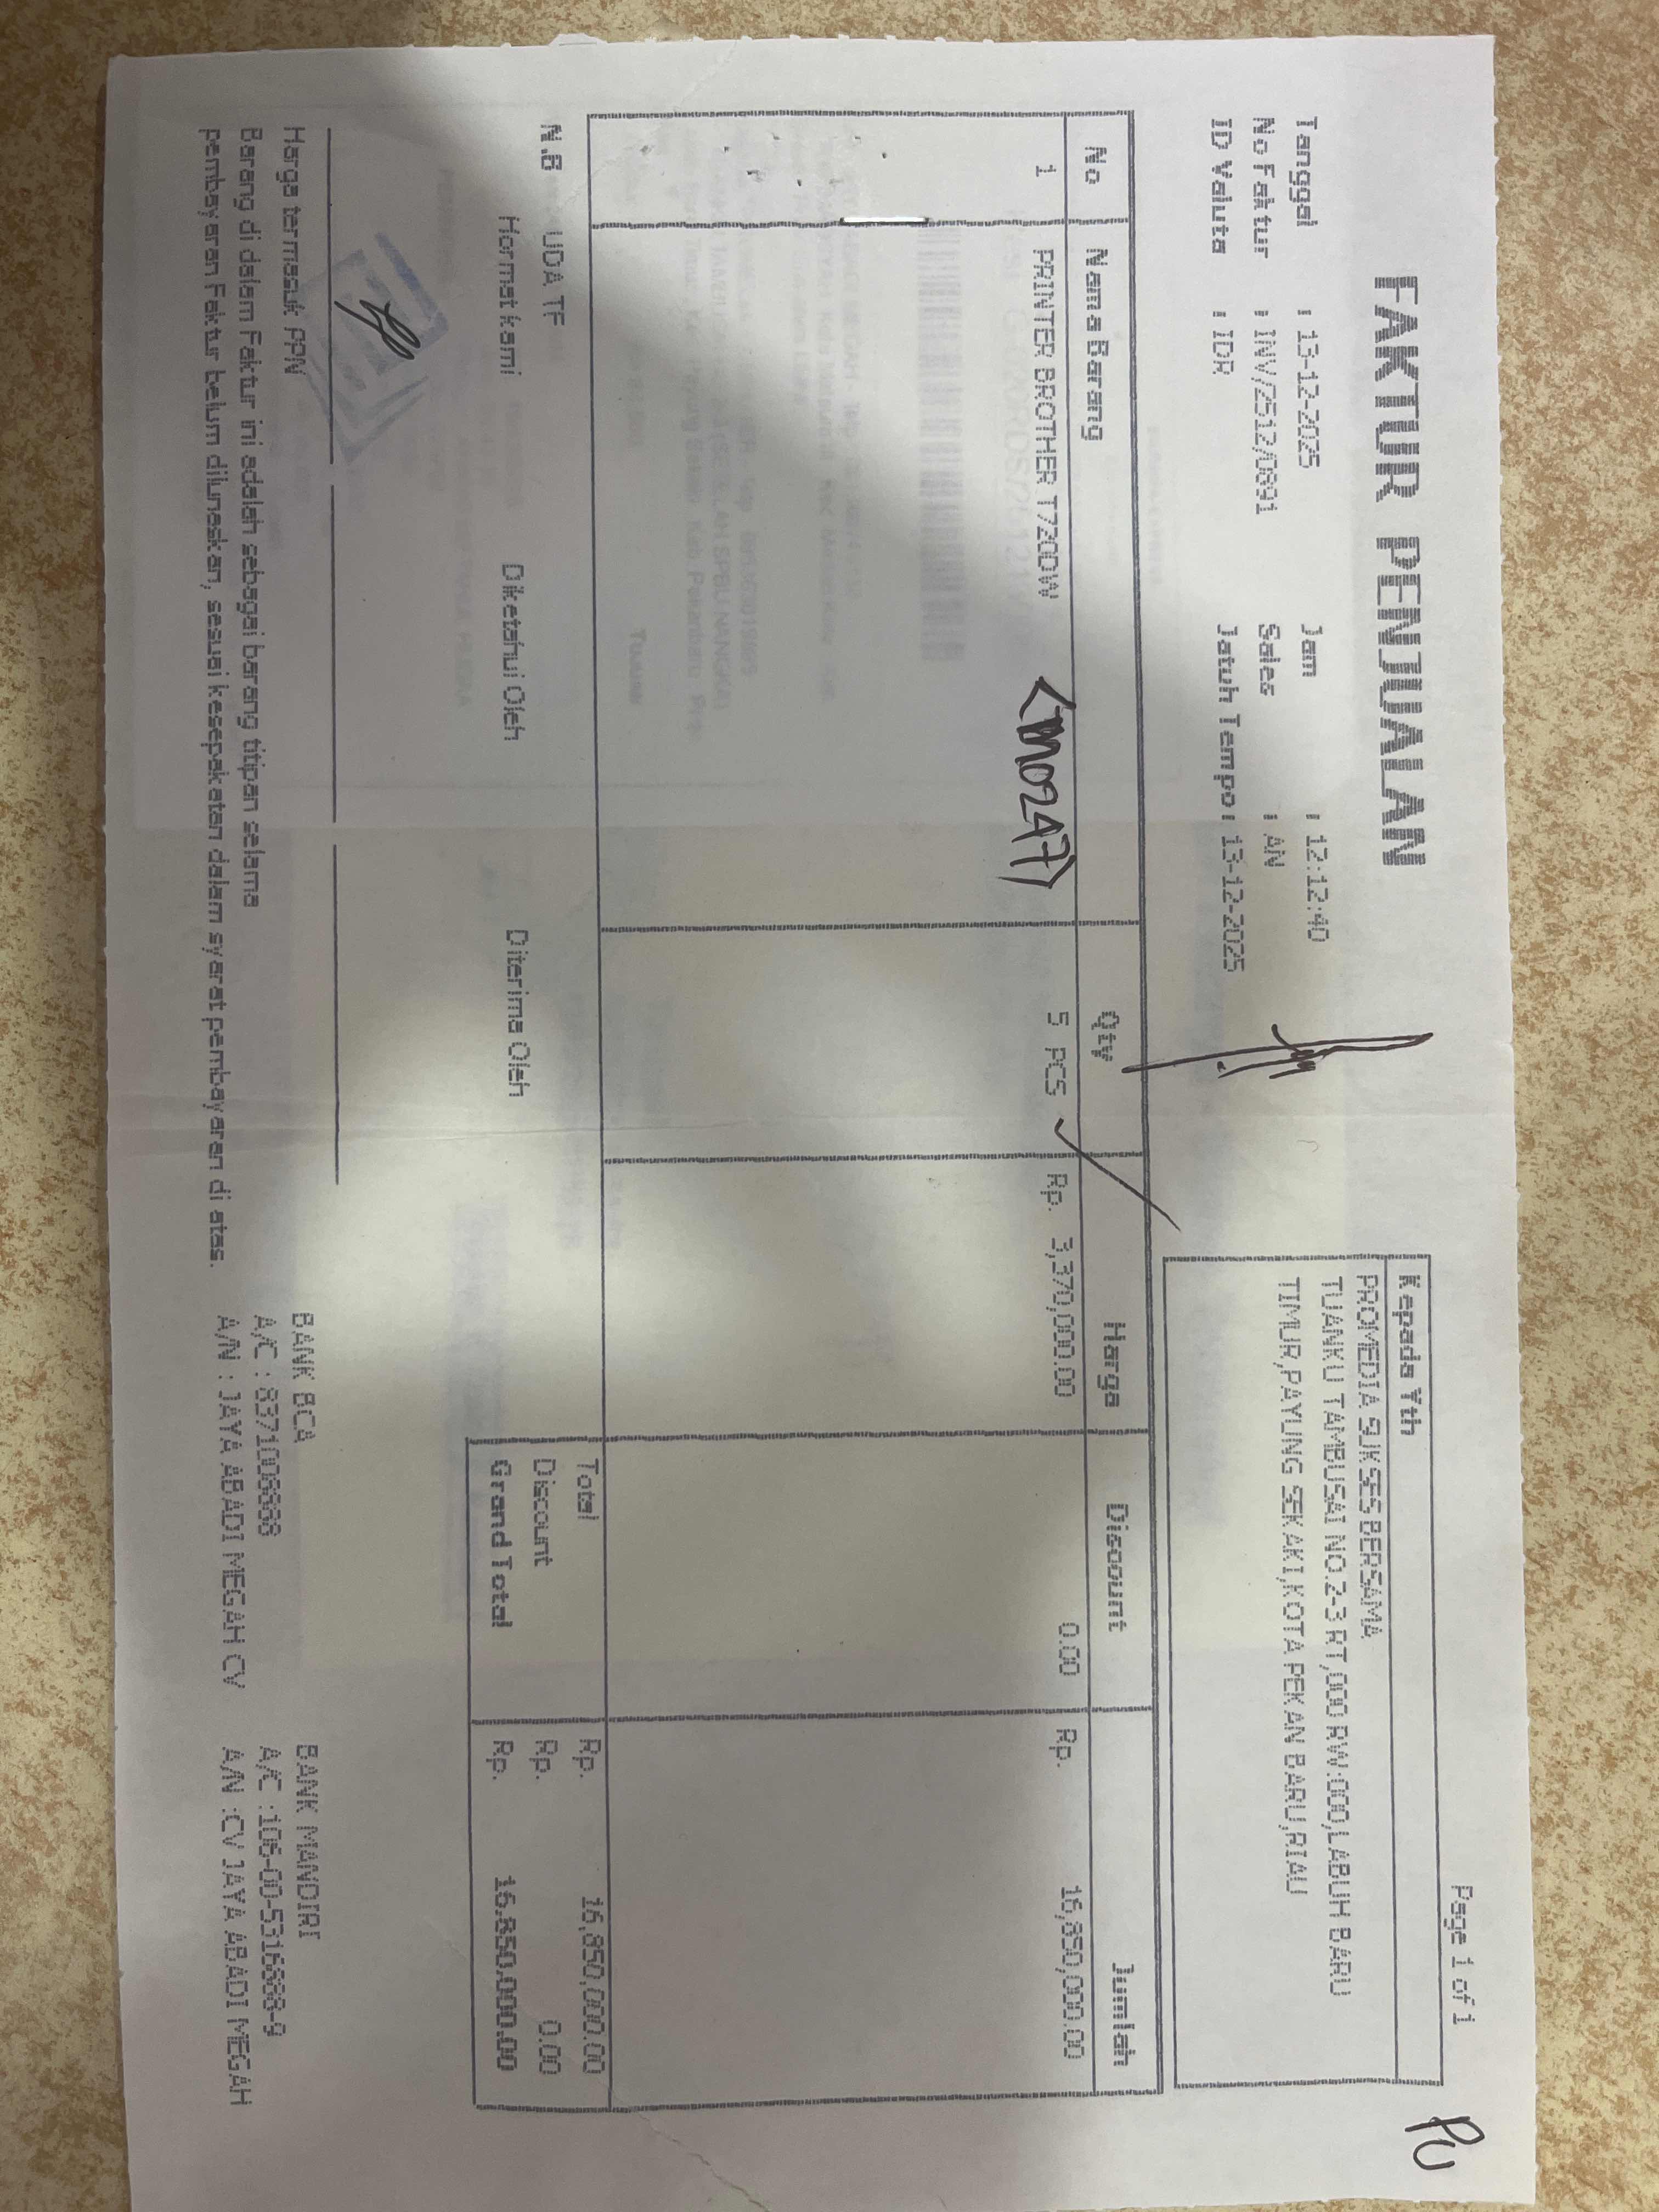 Page 1 of 1
FAKTUR PENJUALAN
Tanggal : 13-12-2025 Jam : 12:12:40
No Faktur : INV/2512/0891 Sales : AN
ID Valuta : IDR Jatuh Tempo : 13-12-2025
Kepada Yth
PROMEDIA SUKSES BERSAMA
TUANKU TAMBUSAI NO.2-3 RT,000 RW:000,LABUH BARU
TIMUR,PAYUNG SEKAKI,KOTA PEKAN BARU,RIAU
PU
No Nama Barang Qty Harga Discount Jumlah
1 PRINTER BROTHER T720DW 5 PCS Rp. 3,370,000.00 0.00 Rp. 16,850,000.00
<M0247>
Total Rp. 16,850,000.00
Discount Rp. 0.00
Grand Total Rp. 16,850,000.00
N.B UDA TF
Hormat Kami Diketahui Oleh Diterima Oleh
Harga termasuk PPN
Barang di dalam Faktur ini adalah sebagai barang titipan selama
pembayaran Faktur belum dilunaskan, sesuai kesepakatan dalam syarat pembayaran di atas.
BANK BCA
A/C : 8371006668
A/N : JAYA ABADI MEGAH CV
BANK MANDIRI
A/C :108-00-5316888-9
A/N :CV JAYA ABADI MEGAH